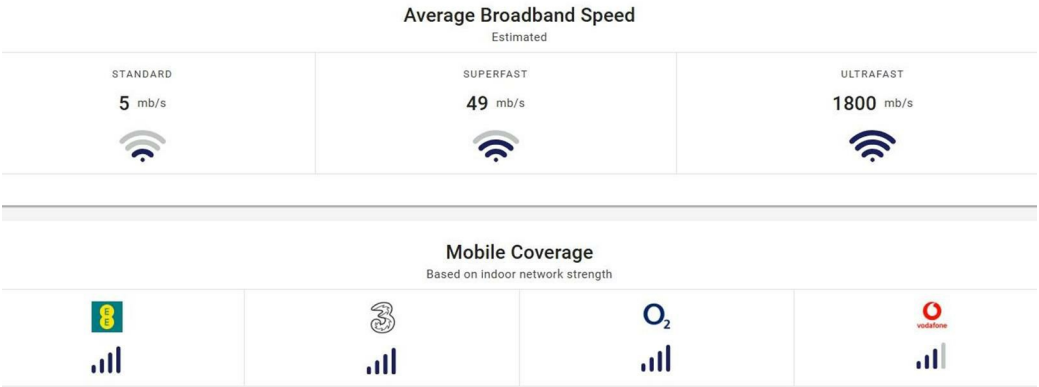 Average Broadband Speed
Estimated
STANDARD
5 mb/s
SUPERFAST
49 mb/s
ULTRAFAST
1800 mb/s
Mobile Coverage
Based on indoor network strength
EE
3
O2
vodafone